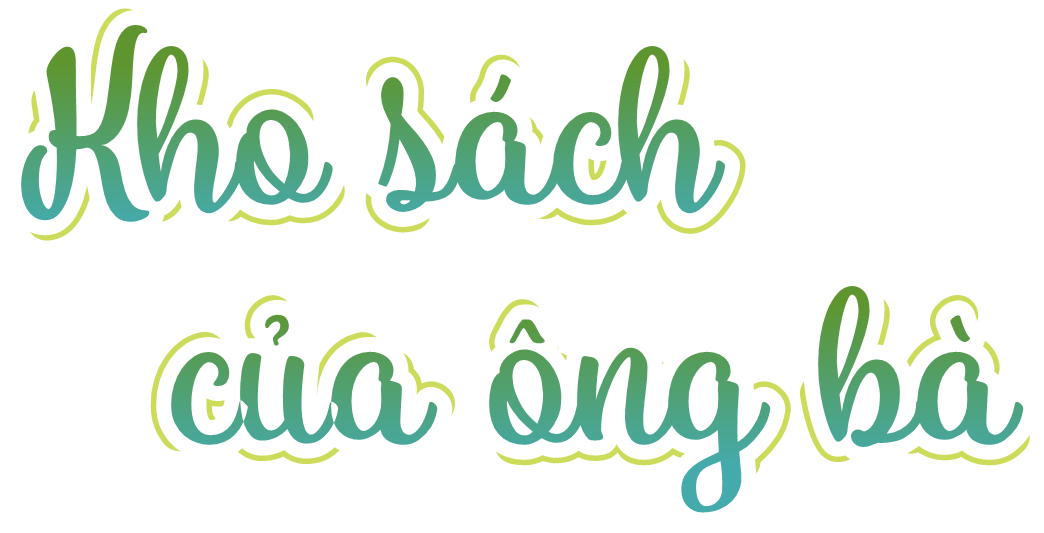 Kho sách
của ông bà